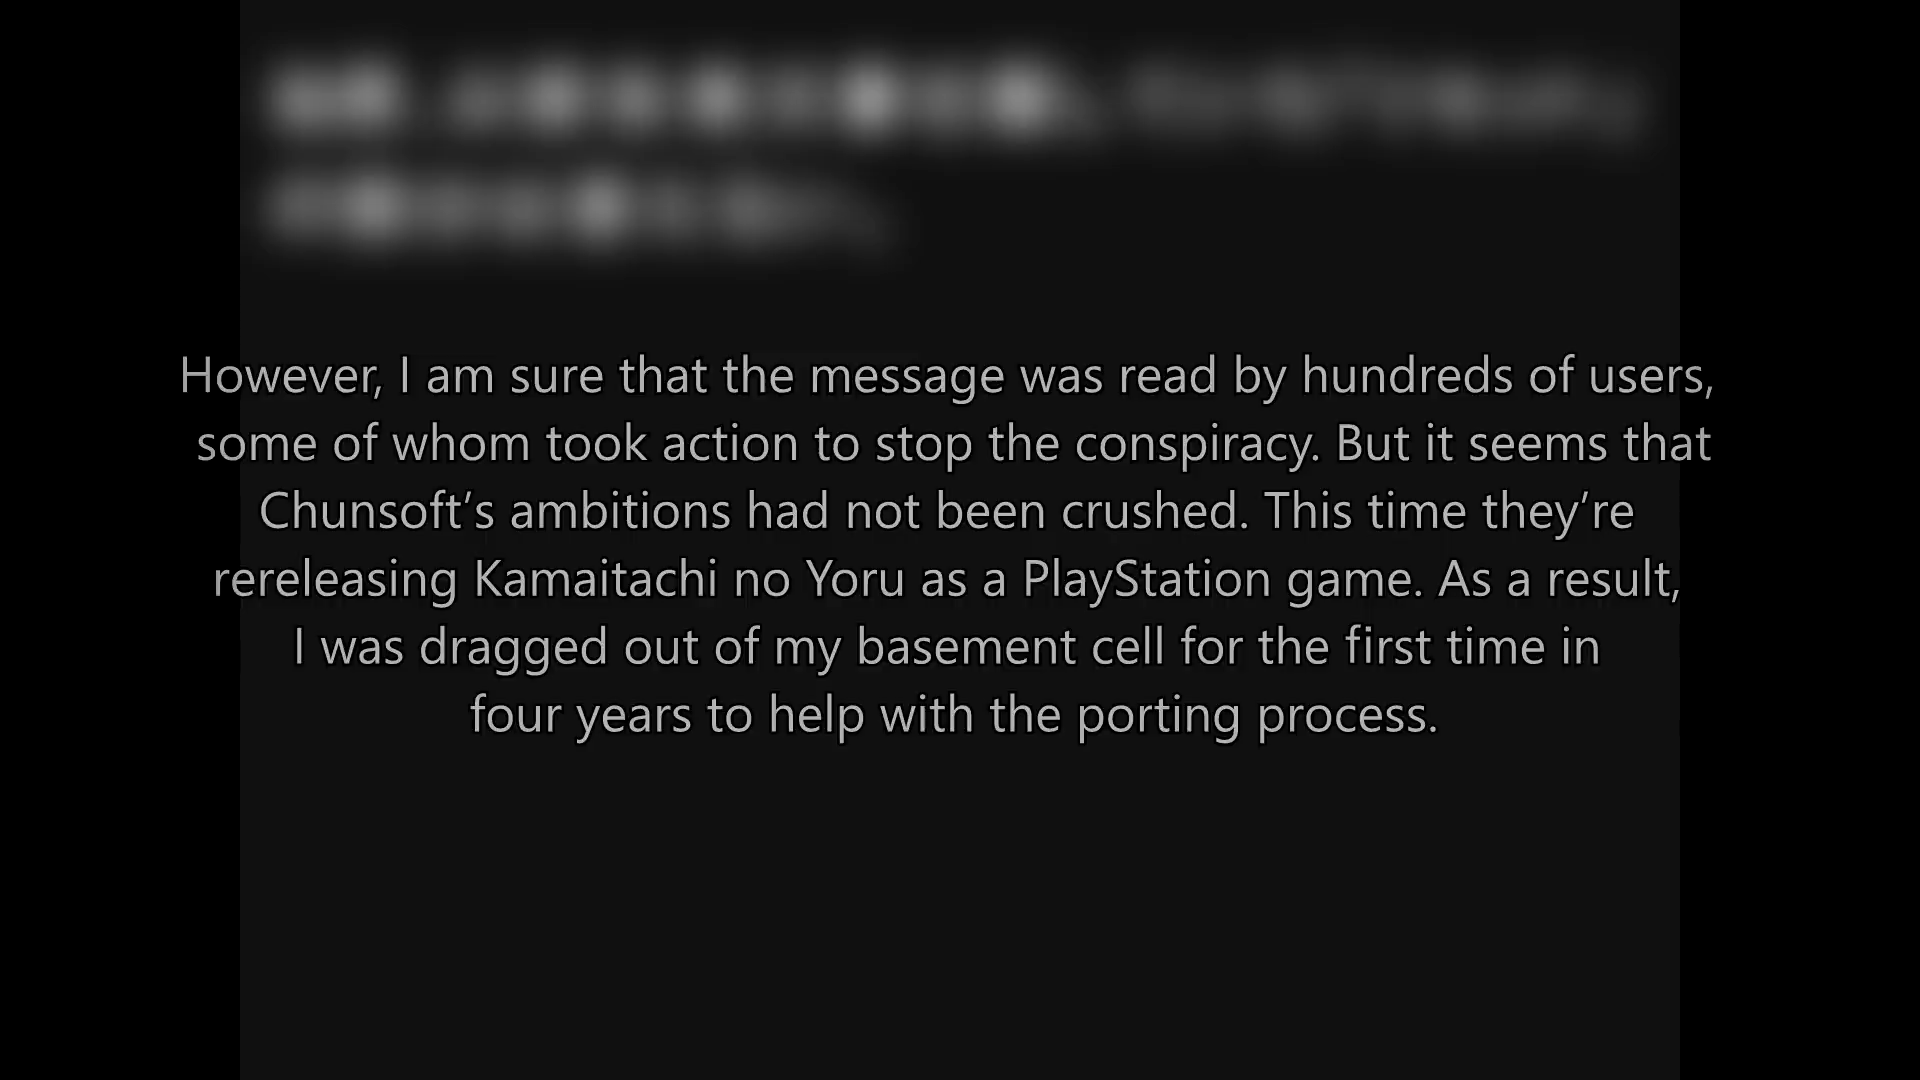 However, I am sure that the message was read by hundreds of users,
some of whom took action to stop the conspiracy. But it seems that
Chunsoft’s ambitions had not been crushed. This time they’re
rereleasing Kamaitachi no Yoru as a PlayStation game. As a result,
I was dragged out of my basement cell for the first time in
four years to help with the porting process.